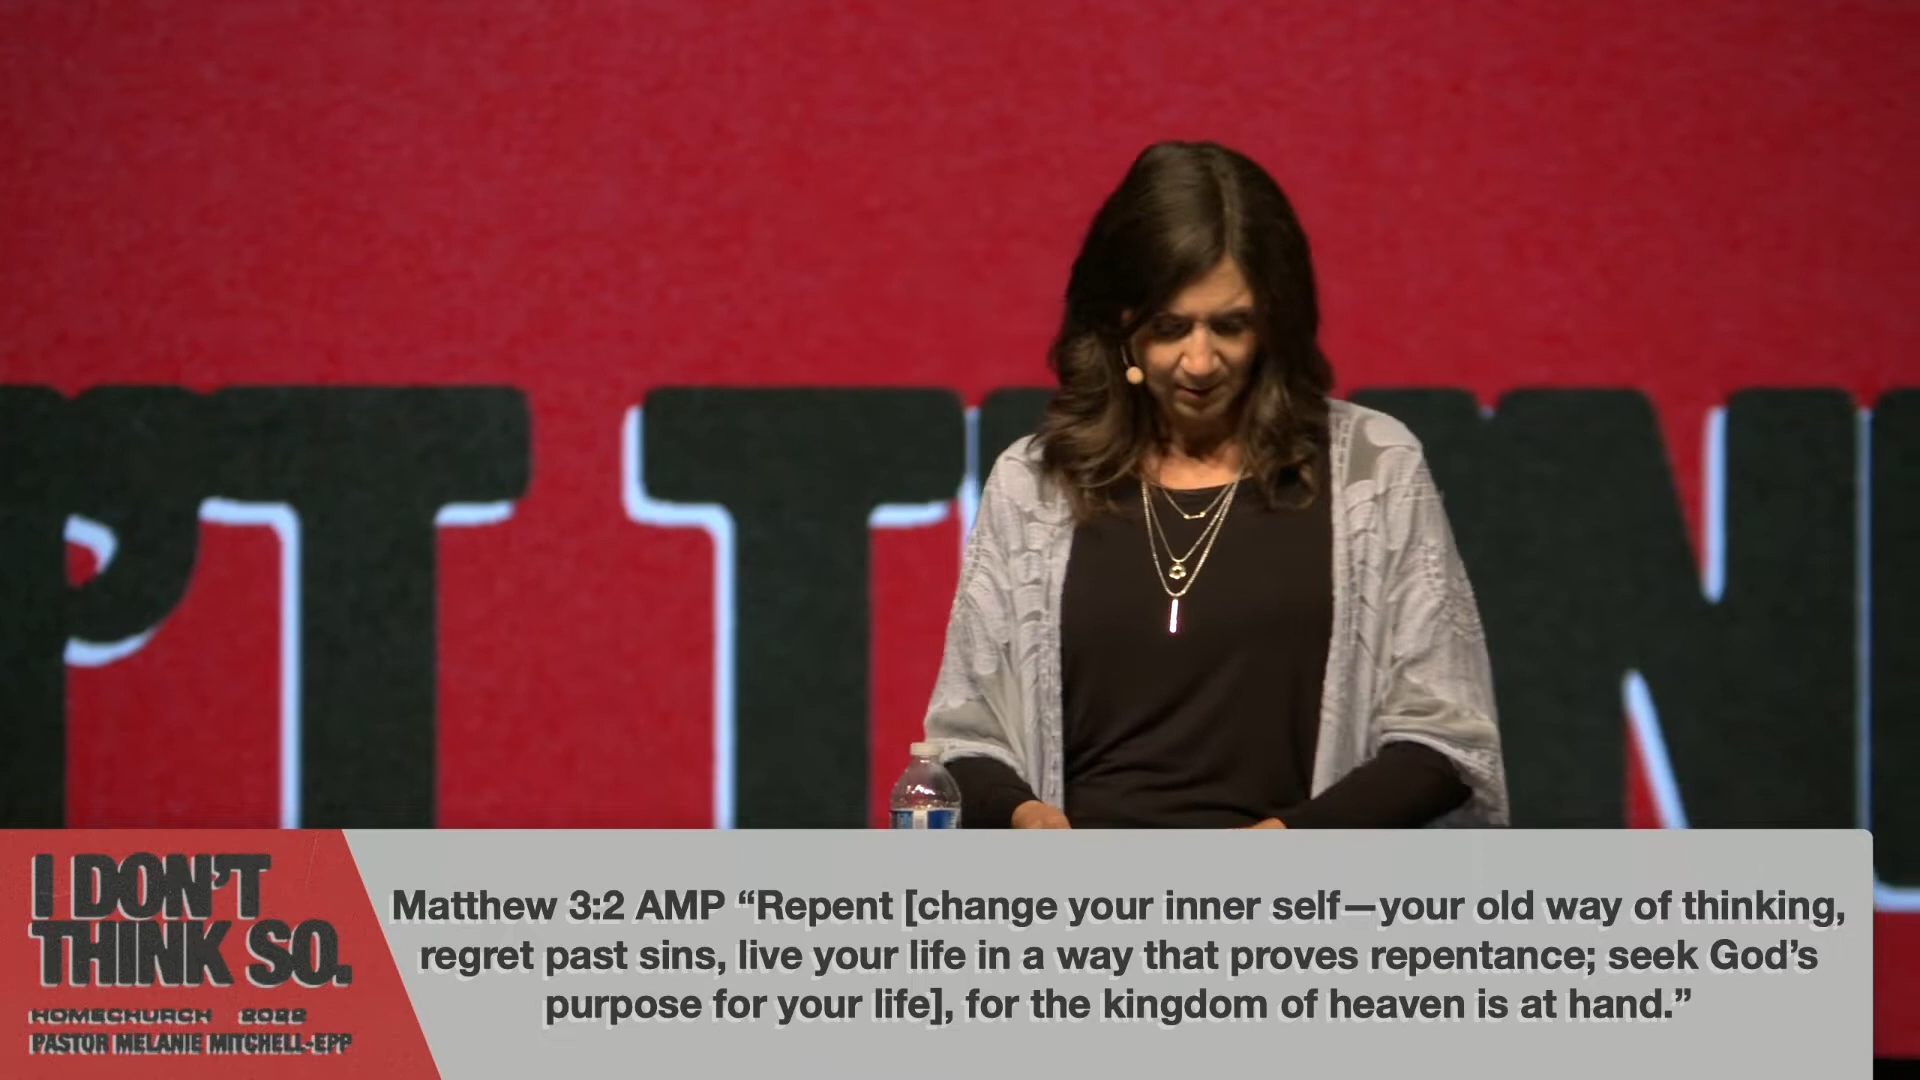 PT THIN
I DON'T
THINK SO.
HOMECHURCH 2022
PASTOR MELANIE MITCHELL-EPP
Matthew 3:2 AMP “Repent [change your inner self—your old way of thinking,
regret past sins, live your life in a way that proves repentance; seek God’s
purpose for your life], for the kingdom of heaven is at hand.”